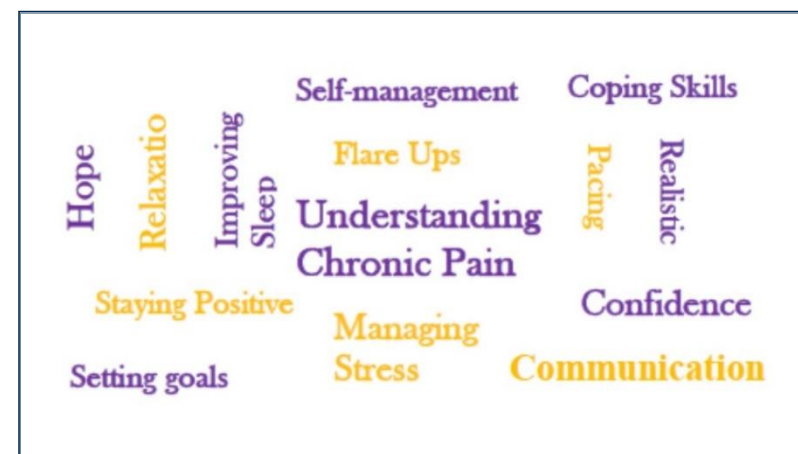 Self-management
Coping Skills
Hope
Relaxatio
Improving
Sleep
Flare Ups
Pacing
Realistic
Understanding
Chronic Pain
Staying Positive
Confidence
Managing
Stress
Setting goals
Communication